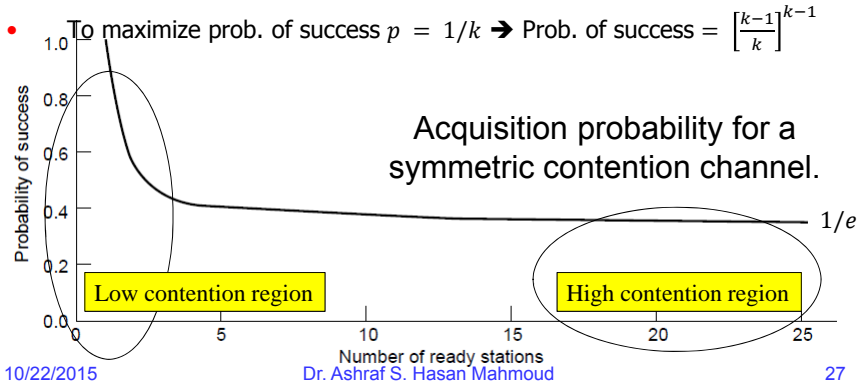 • To maximize prob. of success p = 1/k ➔ Prob. of success = [k−1/k]^{k−1}
1.0
0.8
0.6
0.4
0.2
0.0
Probability of success
Acquisition probability for a
symmetric contention channel.
1/e
Low contention region
High contention region
0 5 10 15 20 25
Number of ready stations
10/22/2015 Dr. Ashraf S. Hasan Mahmoud 27